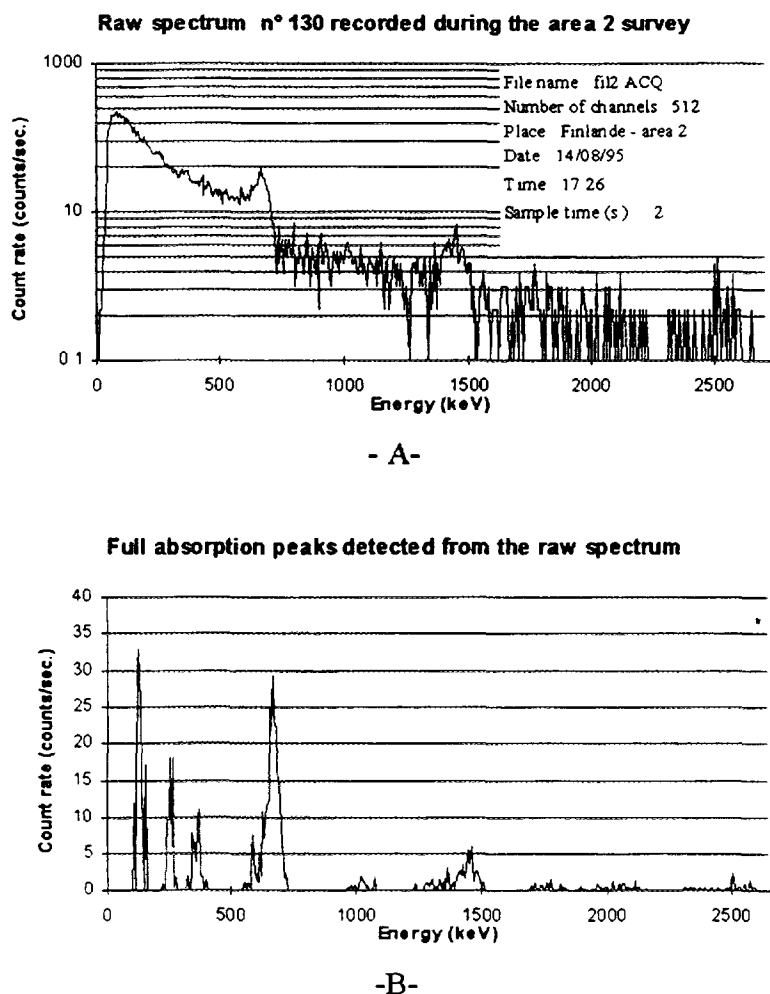 Raw spectrum n° 130 recorded during the area 2 survey
1000
10
0 1
Count rate (counts/sec.)
File name fil2 ACQ
Number of channels 512
Place Finlande - area 2
Date 14/08/95
Time 17 26
Sample time (s) 2
0 500 1000 1500 2000 2500
Energy (keV)
- A-
Full absorption peaks detected from the raw spectrum
40
35
30
25
20
15
10
5
0
Count rate (counts/sec.)
0 500 1000 1500 2000 2500
Energy (keV)
-B-